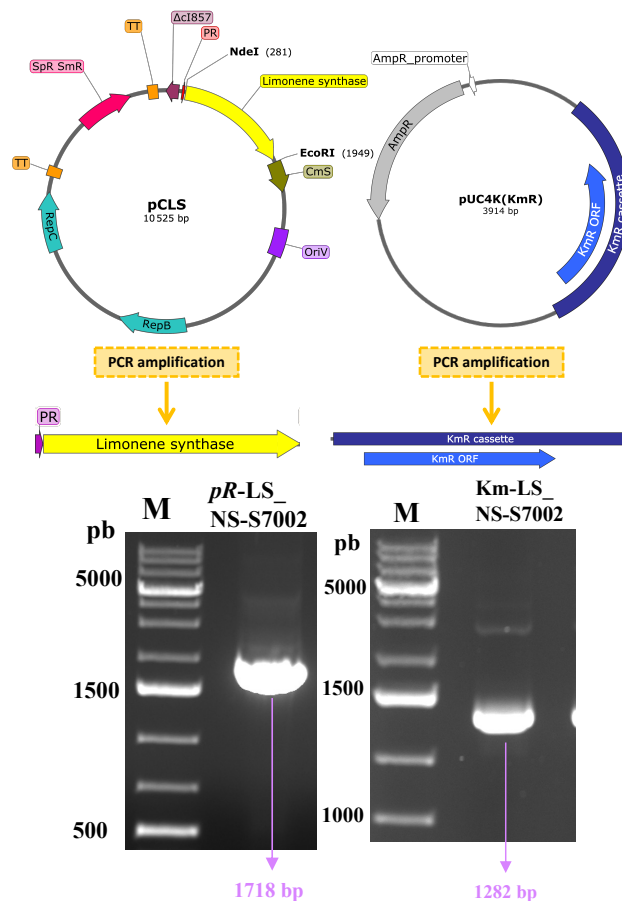 ΔcI857
TT
PR
NdeI (281)
SpR SmR
Limonene synthase
EcoRI (1949)
CmS
TT
pCLS
10 525 bp
RepC
OriV
RepB
AmpR_promoter
AmpR
pUC4K(KmR)
3914 bp
KmR ORF
KmR cassette
PCR amplification
PCR amplification
PR
Limonene synthase
KmR cassette
KmR ORF
pR-LS_
NS-S7002
M
pb
5000
1500
500
1718 bp
Km-LS_
NS-S7002
M
pb
5000
1500
1000
1282 bp